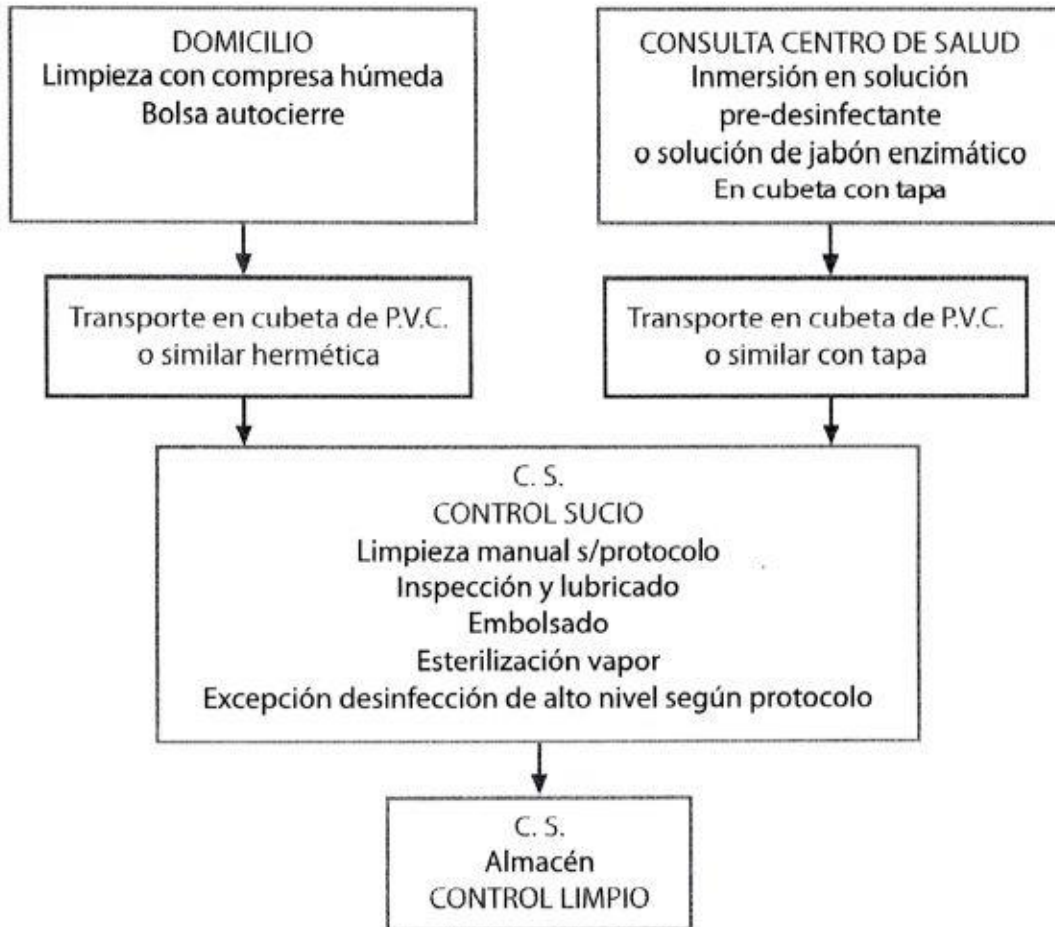 DOMICILIO
Limpieza con compresa húmeda
Bolsa autocierre
CONSULTA CENTRO DE SALUD
Inmersión en solución
pre-desinfectante
o solución de jabón enzimático
En cubeta con tapa
Transporte en cubeta de P.V.C.
o similar hermética
Transporte en cubeta de P.V.C.
o similar con tapa
C. S.
CONTROL SUCIO
Limpieza manual s/protocolo
Inspección y lubricado
Embolsado
Esterilización vapor
Excepción desinfección de alto nivel según protocolo
C. S.
Almacén
CONTROL LIMPIO